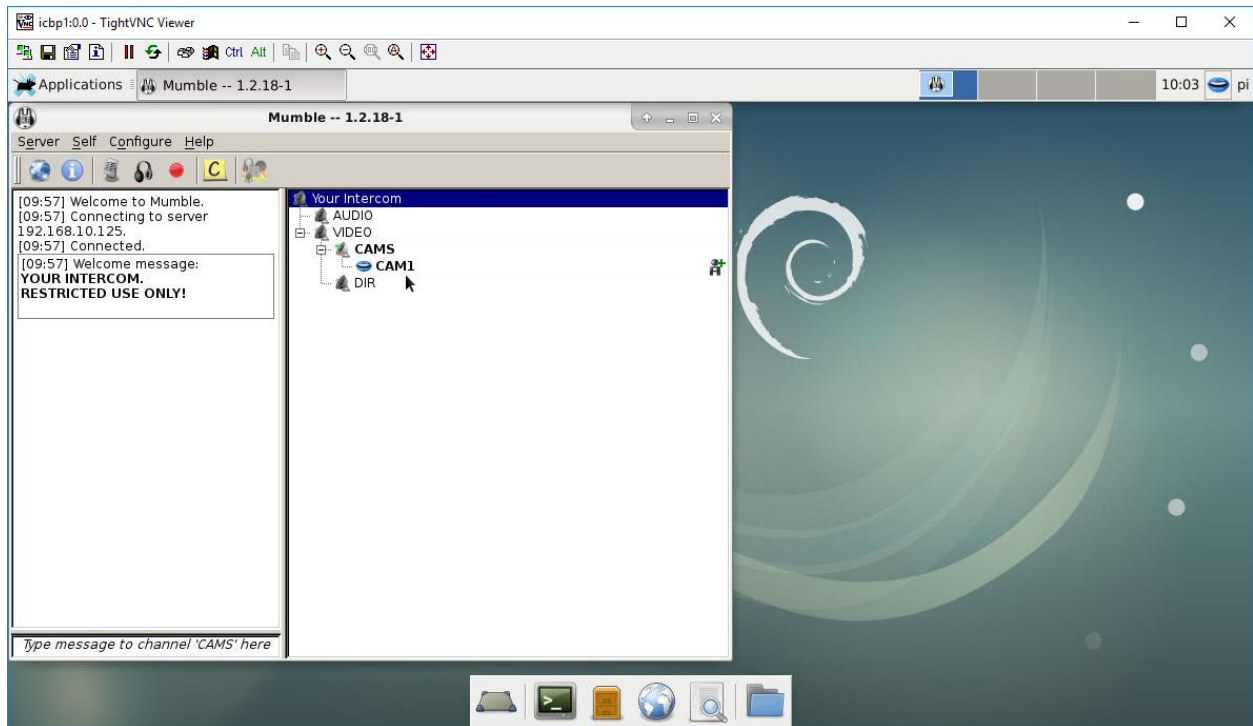 icbp1:0.0 - TightVNC Viewer
Ctrl Alt
Applications Mumble -- 1.2.18-1 10:03 pi
Mumble -- 1.2.18-1
Server Self Configure Help
C
[09:57] Welcome to Mumble.
[09:57] Connecting to server
192.168.10.125.
[09:57] Connected.
[09:57] Welcome message:
YOUR INTERCOM.
RESTRICTED USE ONLY!
Your Intercom
AUDIO
VIDEO
CAMS
CAM1
DIR
Type message to channel 'CAMS' here